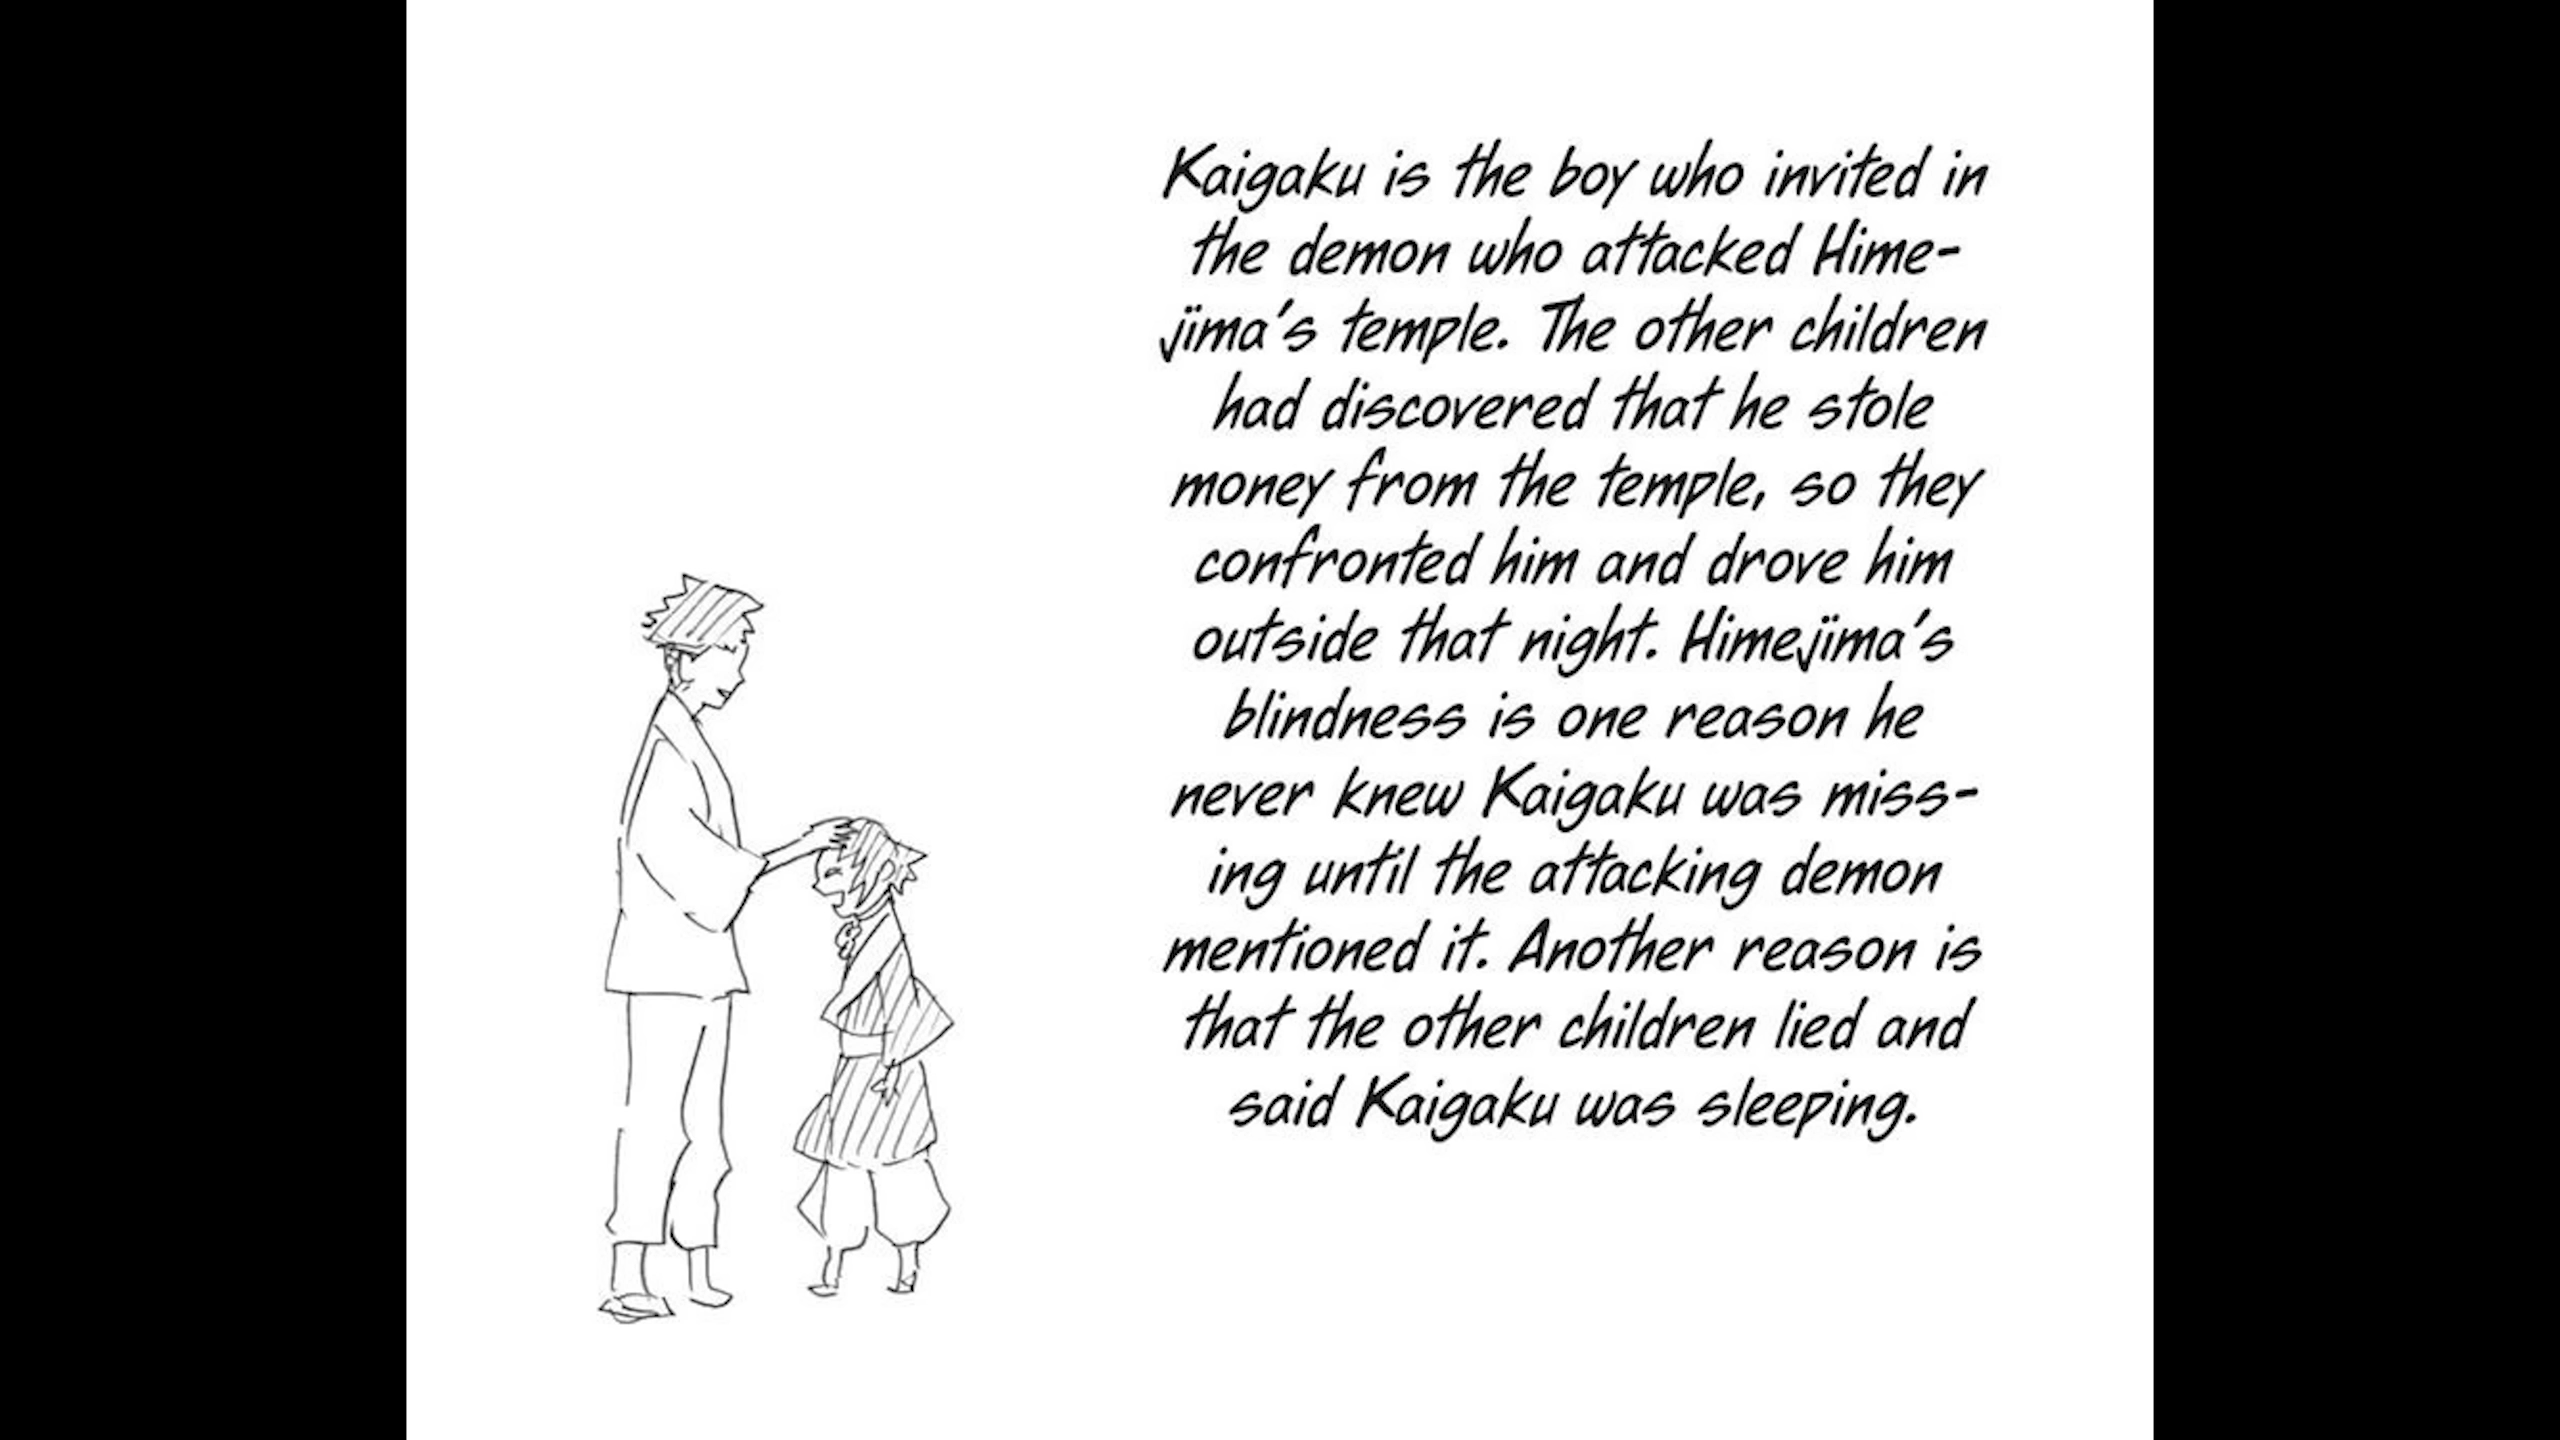 Kaigaku is the boy who invited in
the demon who attacked Hime-
jima's temple. The other children
had discovered that he stole
money from the temple, so they
confronted him and drove him
outside that night. Himejima's
blindness is one reason he
never knew Kaigaku was miss-
ing until the attacking demon
mentioned it. Another reason is
that the other children lied and
said Kaigaku was sleeping.